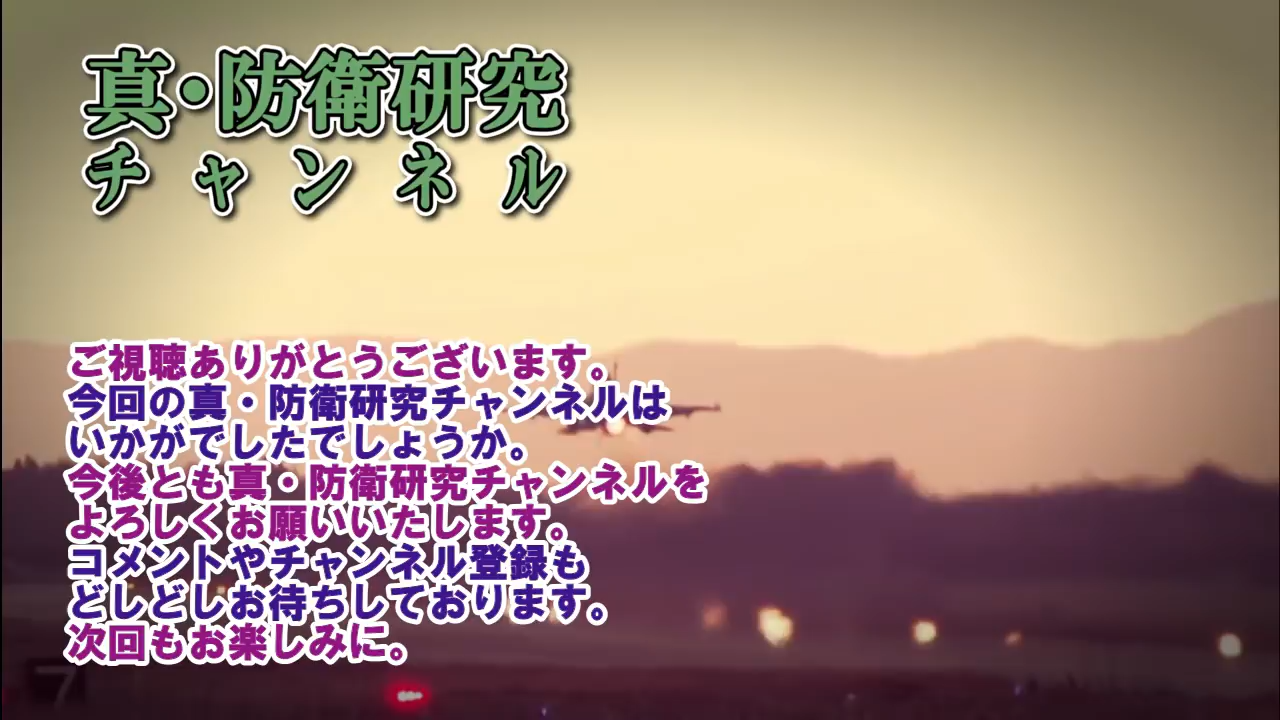 真・防衛研究
チャンネル
ご視聴ありがとうございます。
今回の真・防衛研究チャンネルは
いかがでしたでしょうか。
今後とも真・防衛研究チャンネルを
よろしくお願いいたします。
コメントやチャンネル登録も
どしどしお待ちしております。
次回もお楽しみに。
7